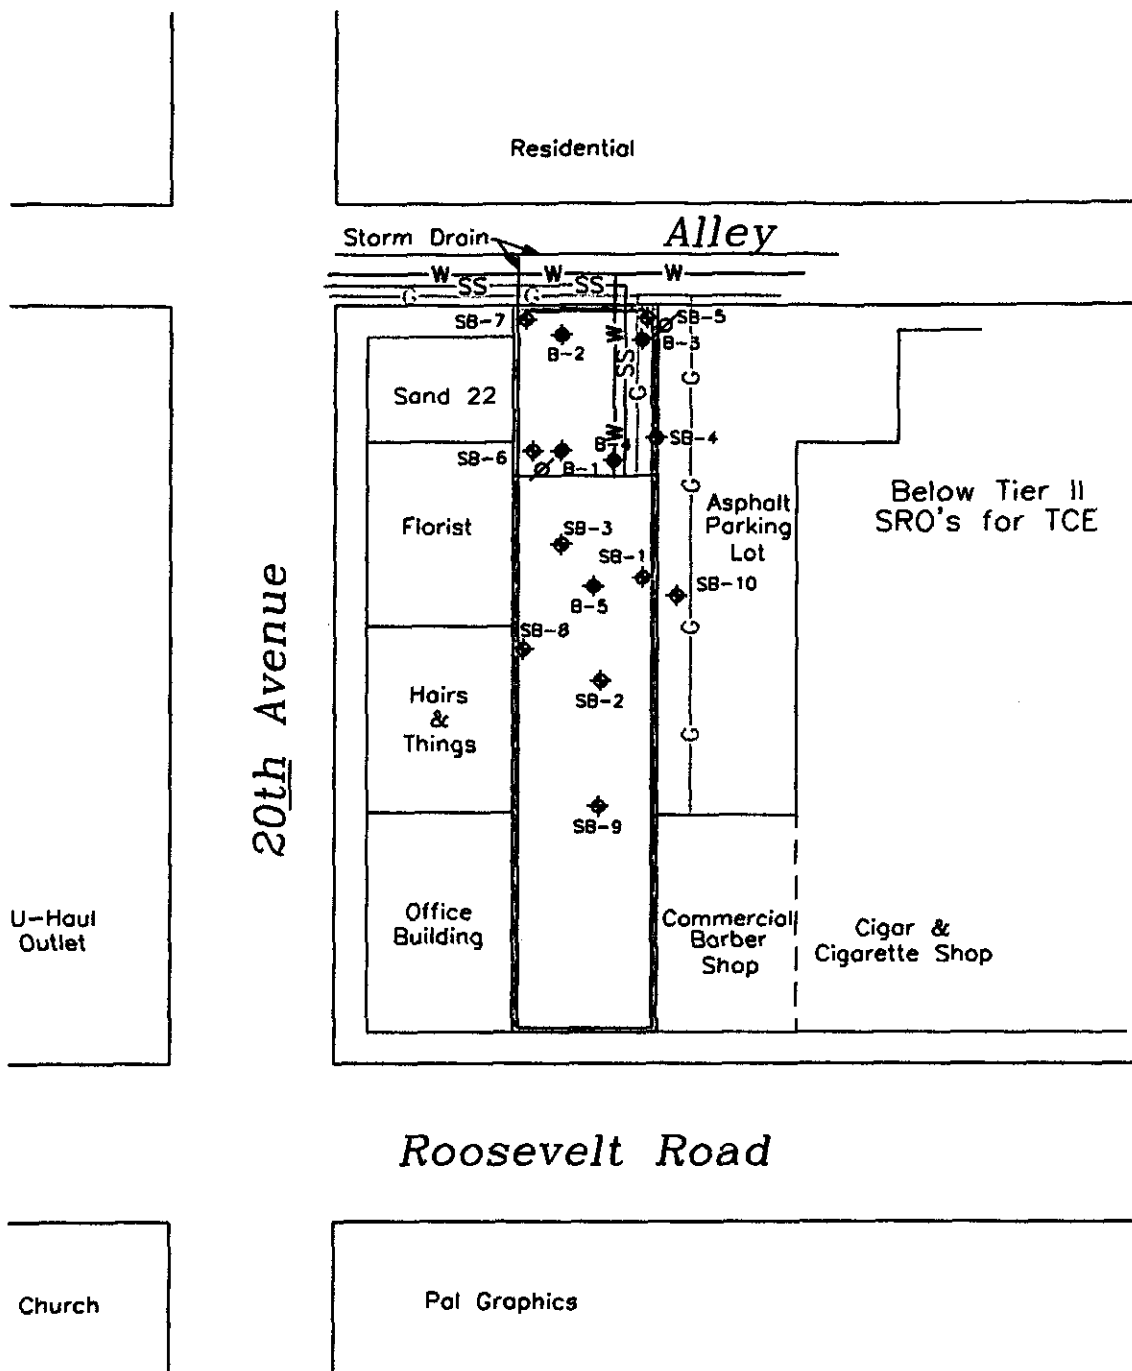 Residential
Alley
Storm Drain
W W W
SS SS
G G
SB-7
SB-5
B-2
B-3
W
SS
G
G
Sand 22
W
B-4
SB-4
SB-6
B-1
G
Below Tier II
SRO's for TCE
Asphalt
Parking
Lot
Florist
SB-3
SB-1
B-5
SB-10
G
SB-8
20th Avenue
Hairs
&
Things
SB-2
G
SB-9
U-Haul
Outlet
Office
Building
Commercial
Barber
Shop
Cigar &
Cigarette Shop
Roosevelt Road
Church
Pal Graphics